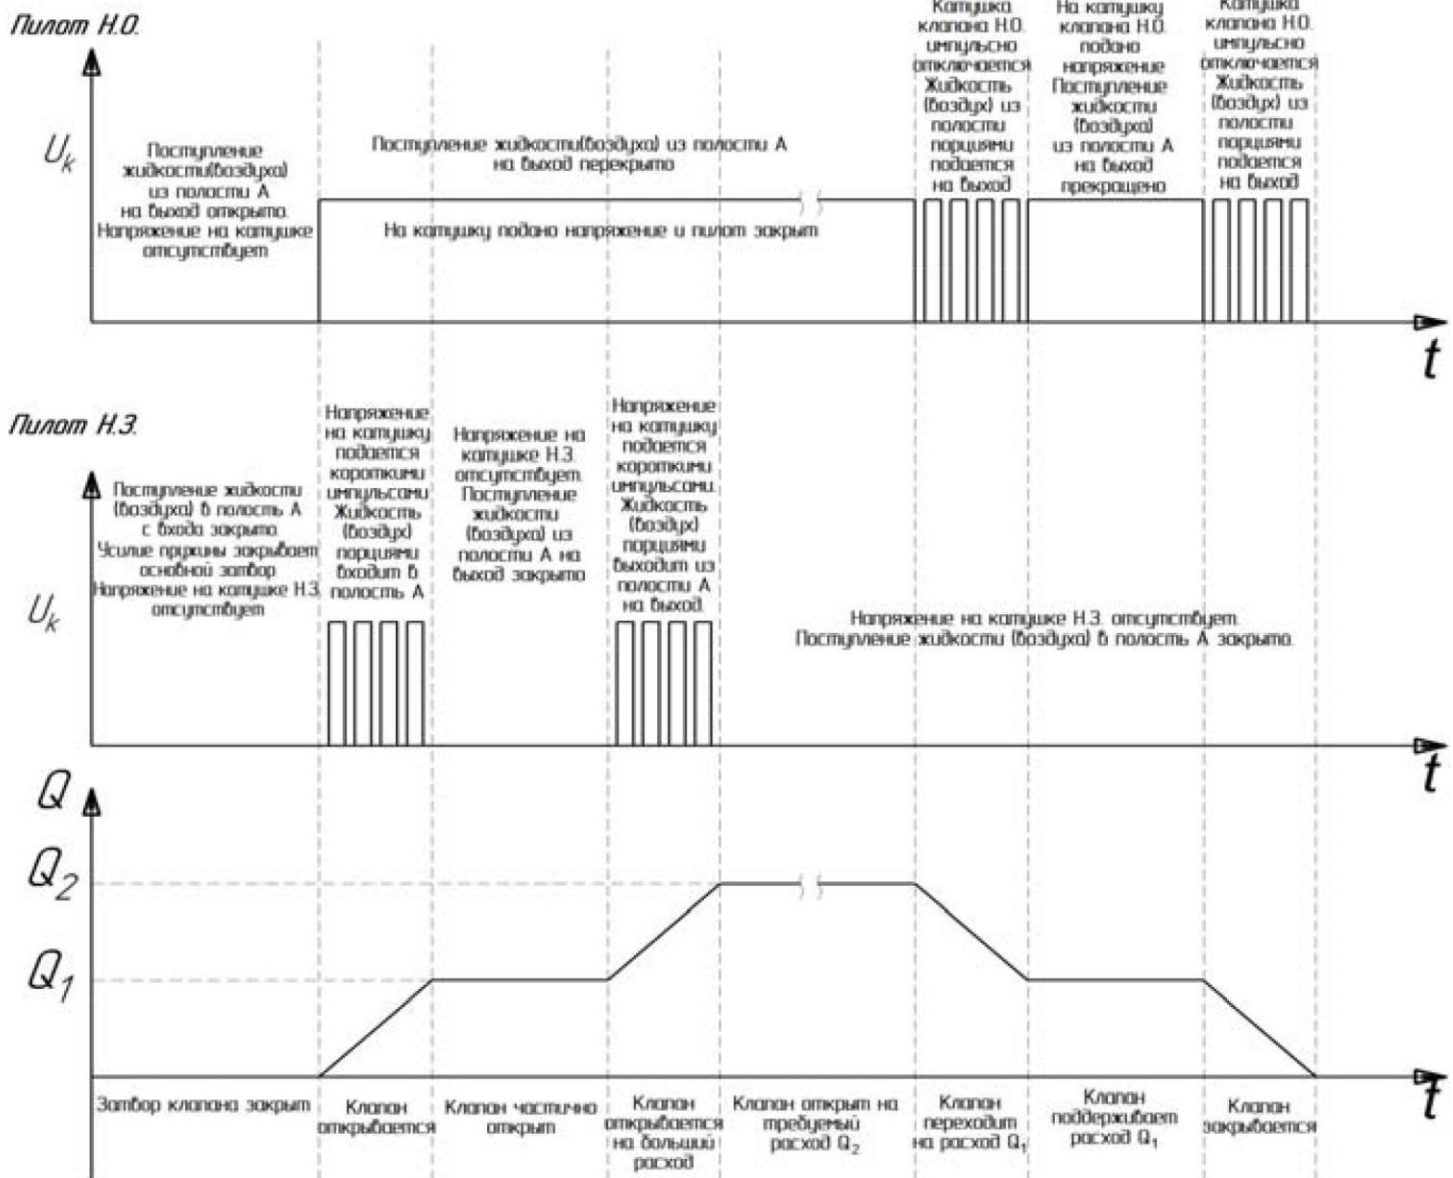 Пилот Н.О.
U_k
Поступление
жидкости(воздуха)
из полости А
на выход открыто.
Напряжение на катушке
отсутствует
Поступление жидкости(воздуха) из полости А
на выход перекрыто
На катушку подано напряжение и пилот закрыт
Катушка
клапана Н.О.
импульсно
отключается
Жидкость
(воздух) из
полости
порциями
подается
на выход
На катушку
клапана Н.О.
подано
напряжение
Поступление
жидкости
(воздуха)
из полости А
на выход
прекращено
Катушка
клапана Н.О.
импульсно
отключается
Жидкость
(воздух) из
полости
порциями
подается
на выход
t
Пилот Н.З.
U_k
Поступление жидкости
(воздуха) в полость А
с входа закрыто.
Усилие пружины закрывает
основной затвор
Напряжение на катушке Н.З.
отсутствует
Напряжение
на катушку
подается
короткими
импульсами
Жидкость
(воздух)
порциями
входит в
полость А
Напряжение на
катушке Н.З.
отсутствует.
Поступление
жидкости
(воздуха) из
полости А на
выход закрыто
Напряжение
на катушку
подается
короткими
импульсами.
Жидкость
(воздух)
порциями
выходит из
полости А
на выход.
Напряжение на катушке Н.З. отсутствует.
Поступление жидкости (воздуха) в полость А закрыто.
t
Q
Q2
Q1
t
Затвор клапана закрыт
Клапан
открывается
Клапан частично
открыт
Клапан
открывается
на больший
расход
Клапан открыт на
требуемый
расход Q2
Клапан
переходит
на расход Q1
Клапан
поддерживает
расход Q1
Клапан
закрывается